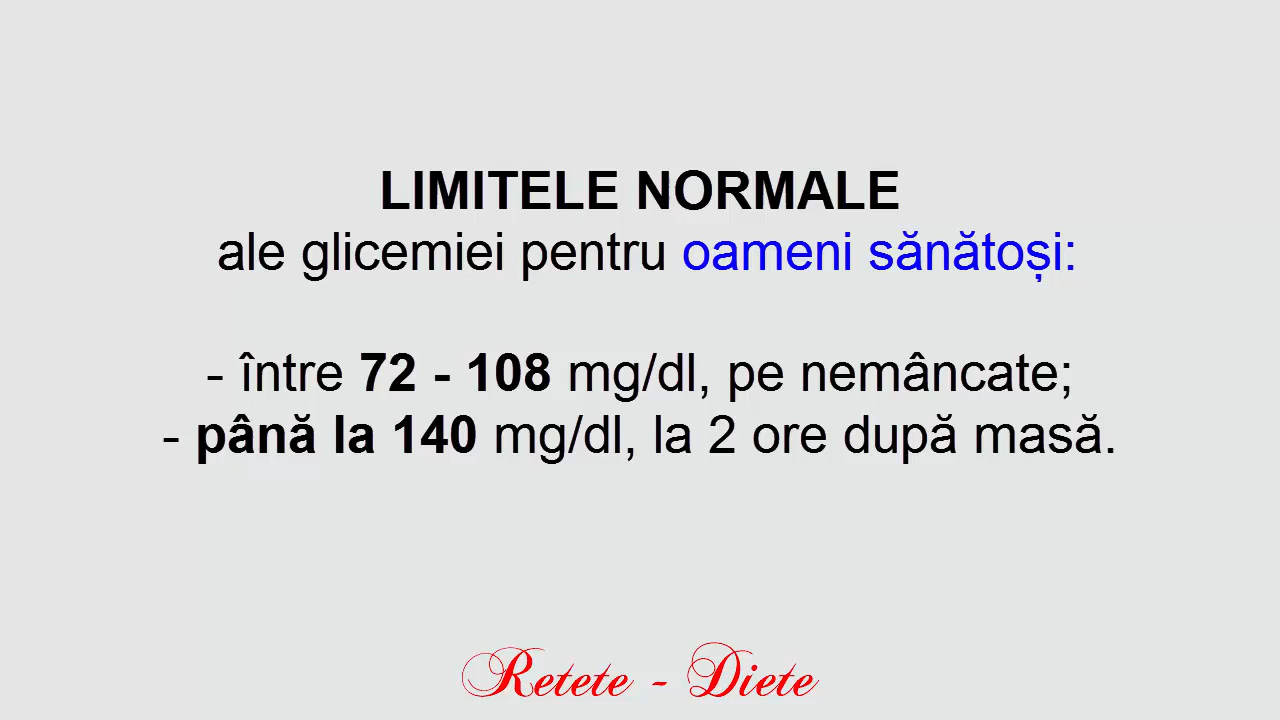 LIMITELE NORMALE
ale glicemiei pentru oameni sănătoși:
- între 72 - 108 mg/dl, pe nemâncate;
- până la 140 mg/dl, la 2 ore după masă.
Retete - Diete